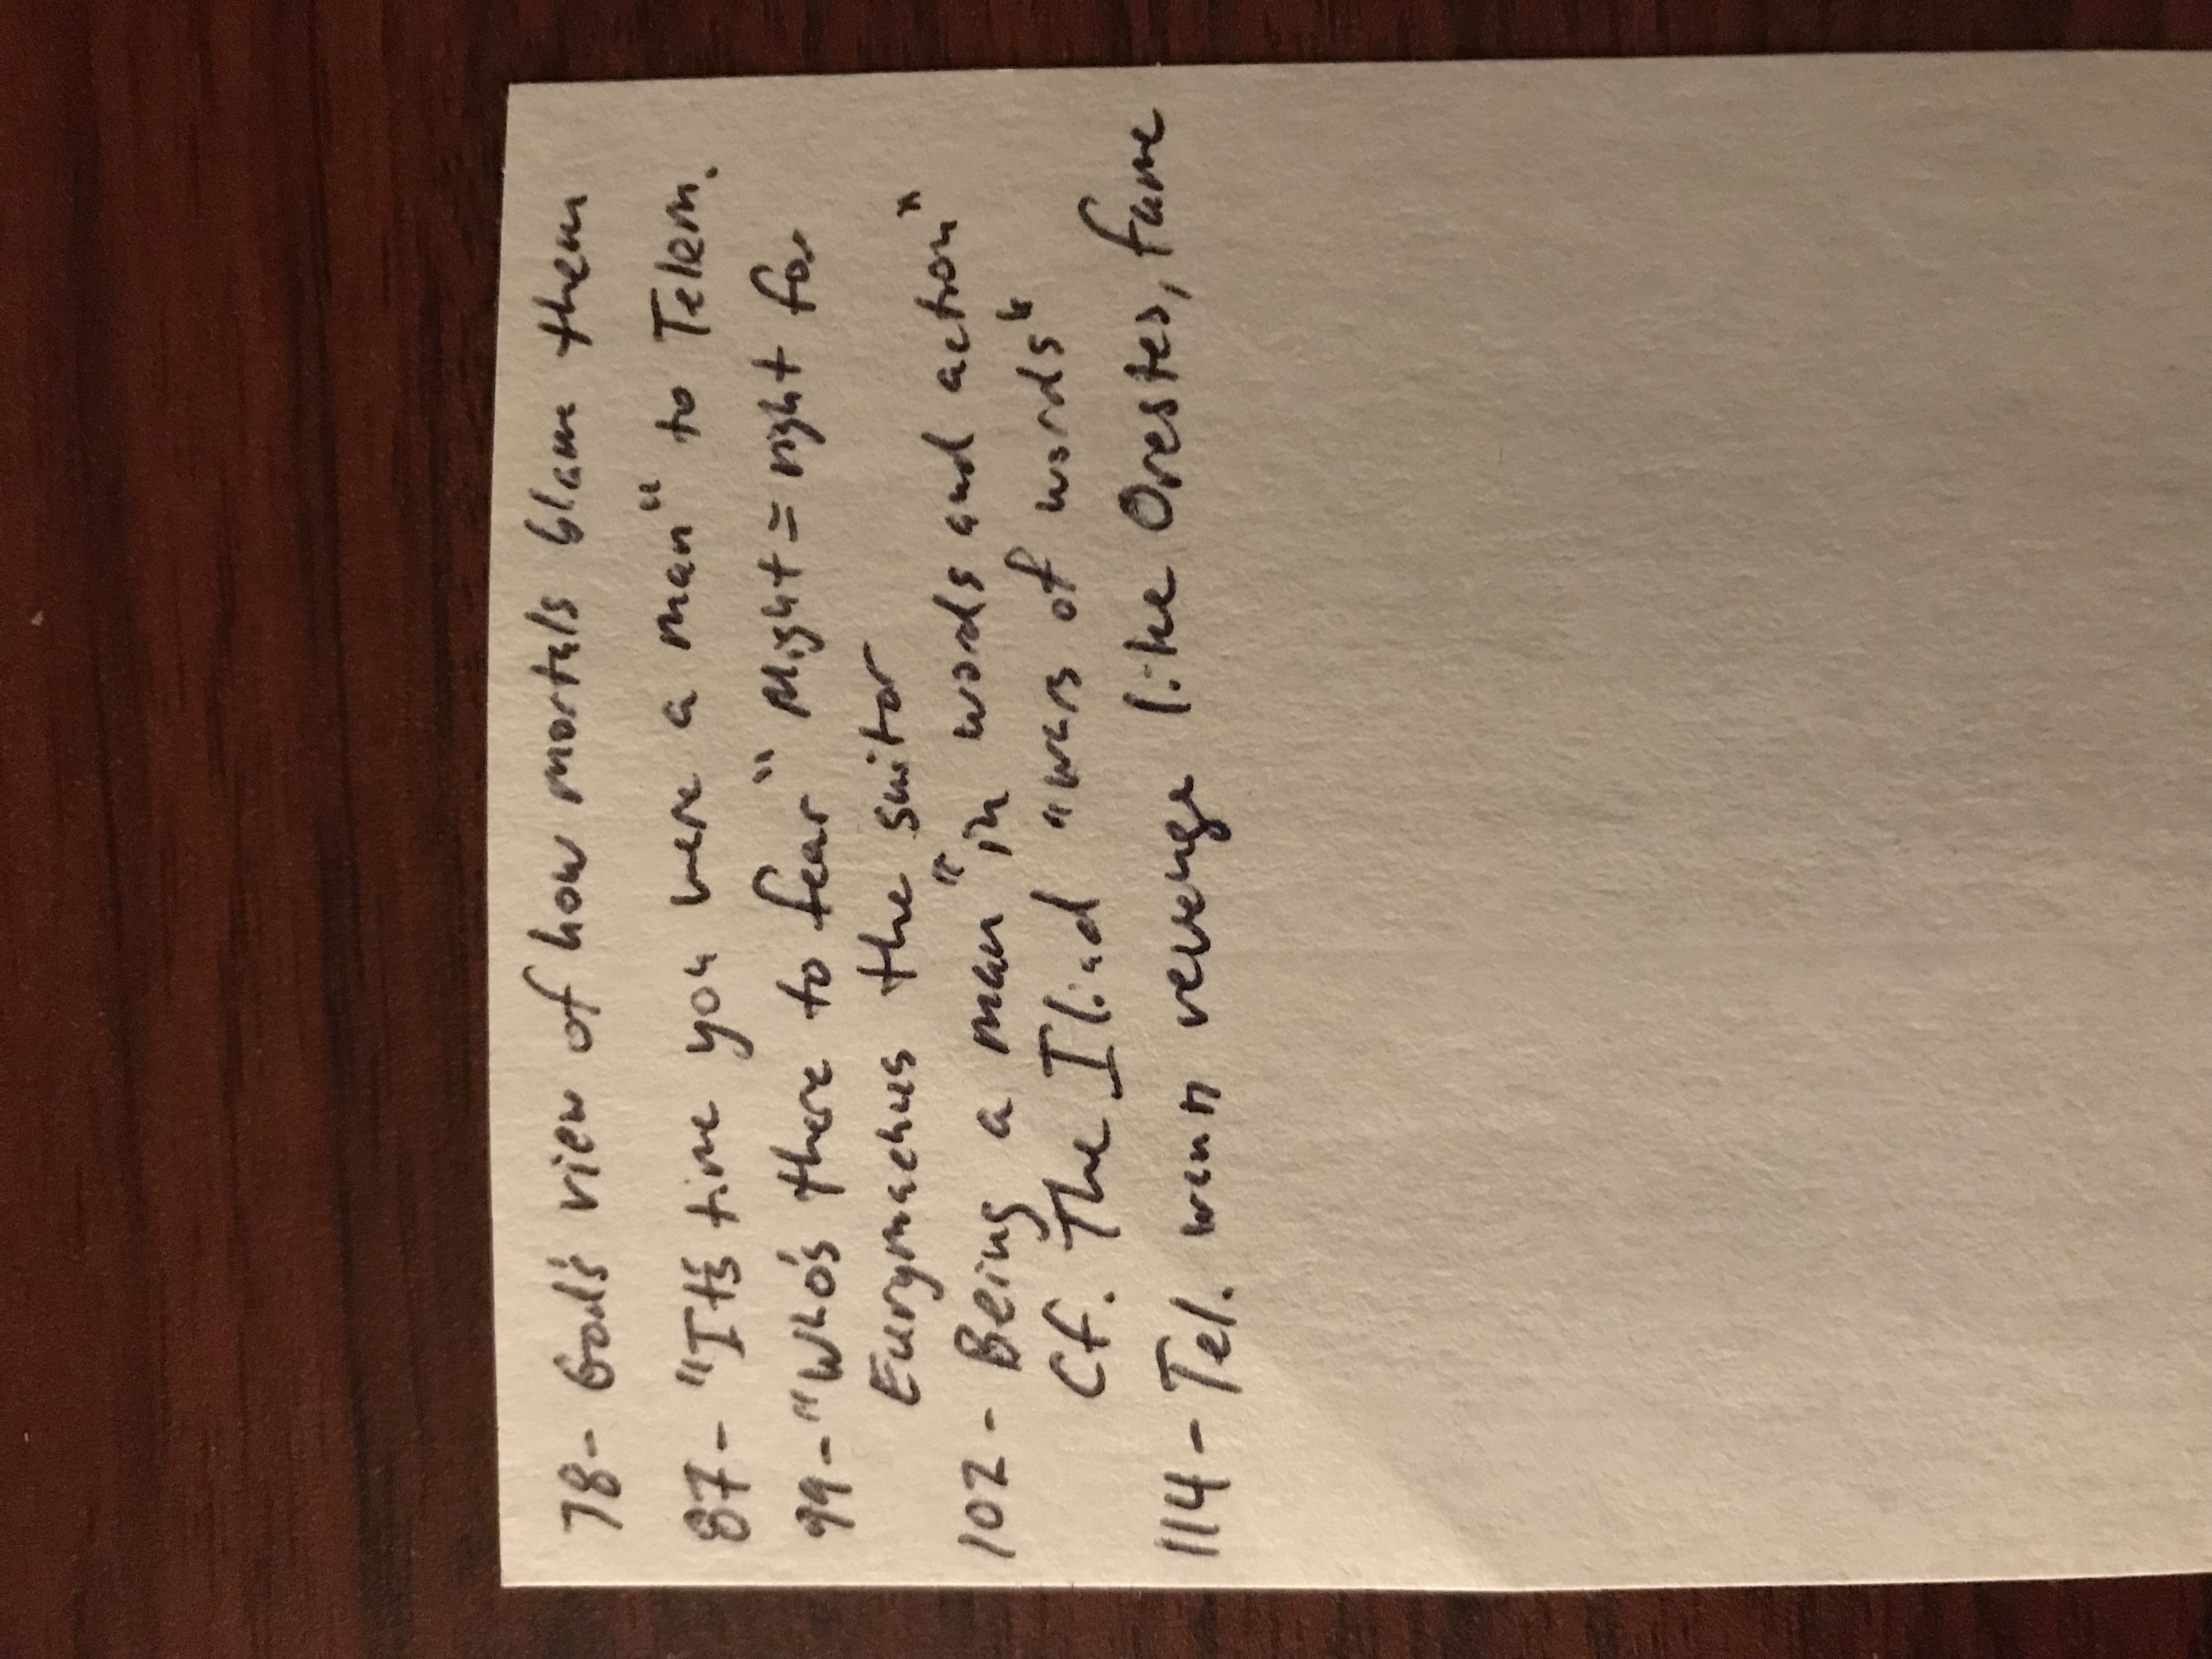 78- God's view of how mortals blame them
87- "It's time you were a man" to Telem.
99- "Who's there to fear" Might = right for
Eurymachus the suitor
102- Being a man "in words and action"
Cf. The Iliad "wars of words"
114- Tel. wants revenge like Orestes, fame